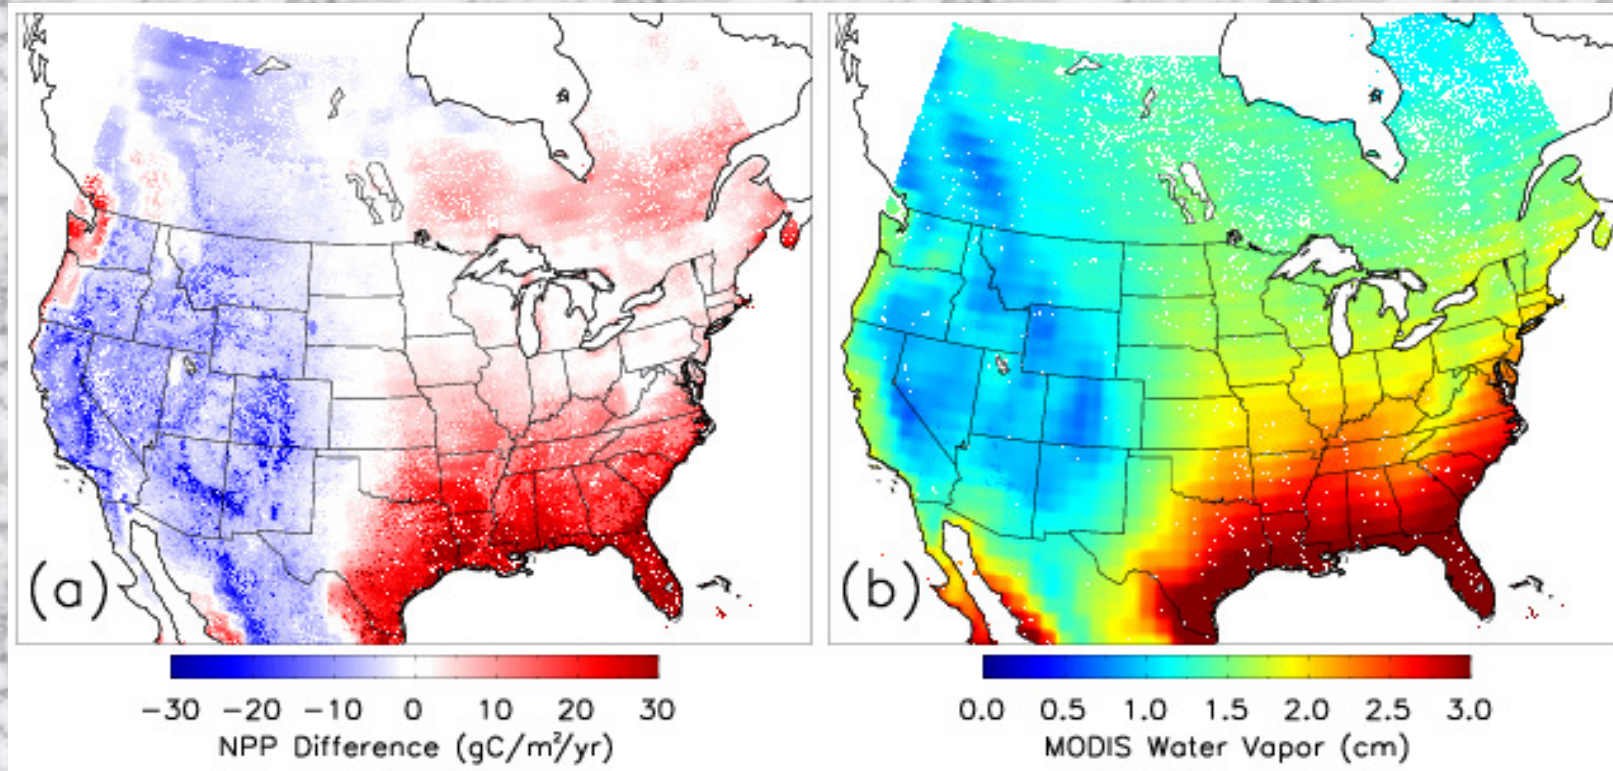 (a)
(b)
−30 −20 −10 0 10 20 30
NPP Difference (gC/m²/yr)
0.0 0.5 1.0 1.5 2.0 2.5 3.0
MODIS Water Vapor (cm)